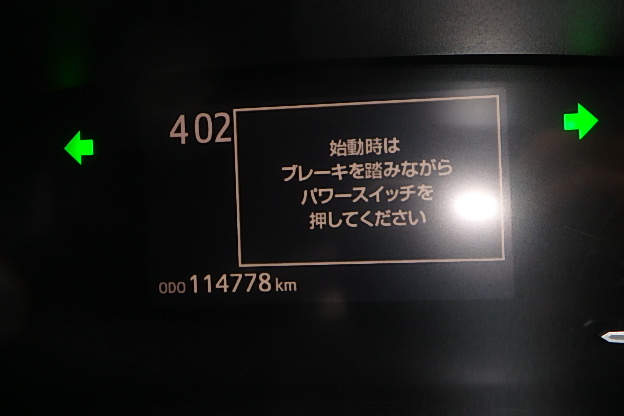 402
始動時は
ブレーキを踏みながら
パワースイッチを
押してください
ODO 114778 km